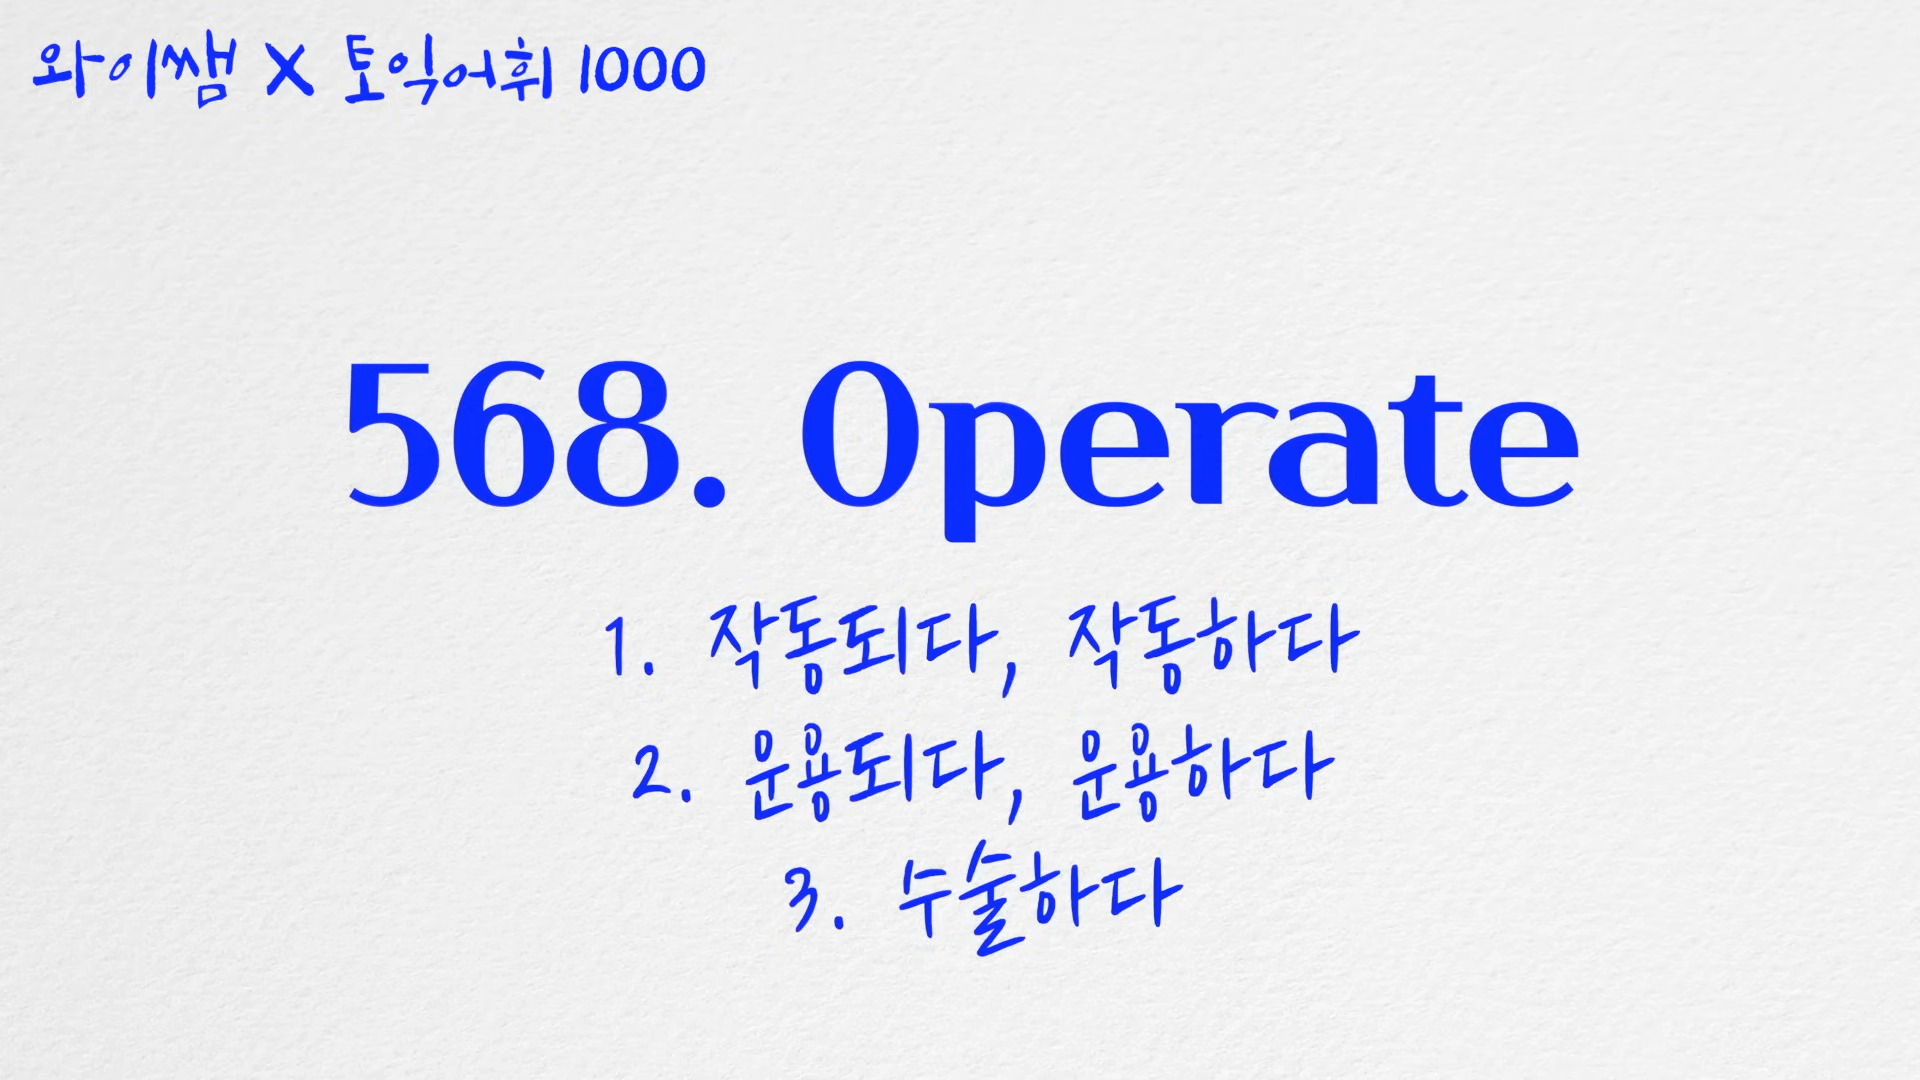 와이쌤 X 토익어휘 1000
568. Operate
1. 작동되다, 작동하다
2. 운용되다, 운용하다
3. 수술하다